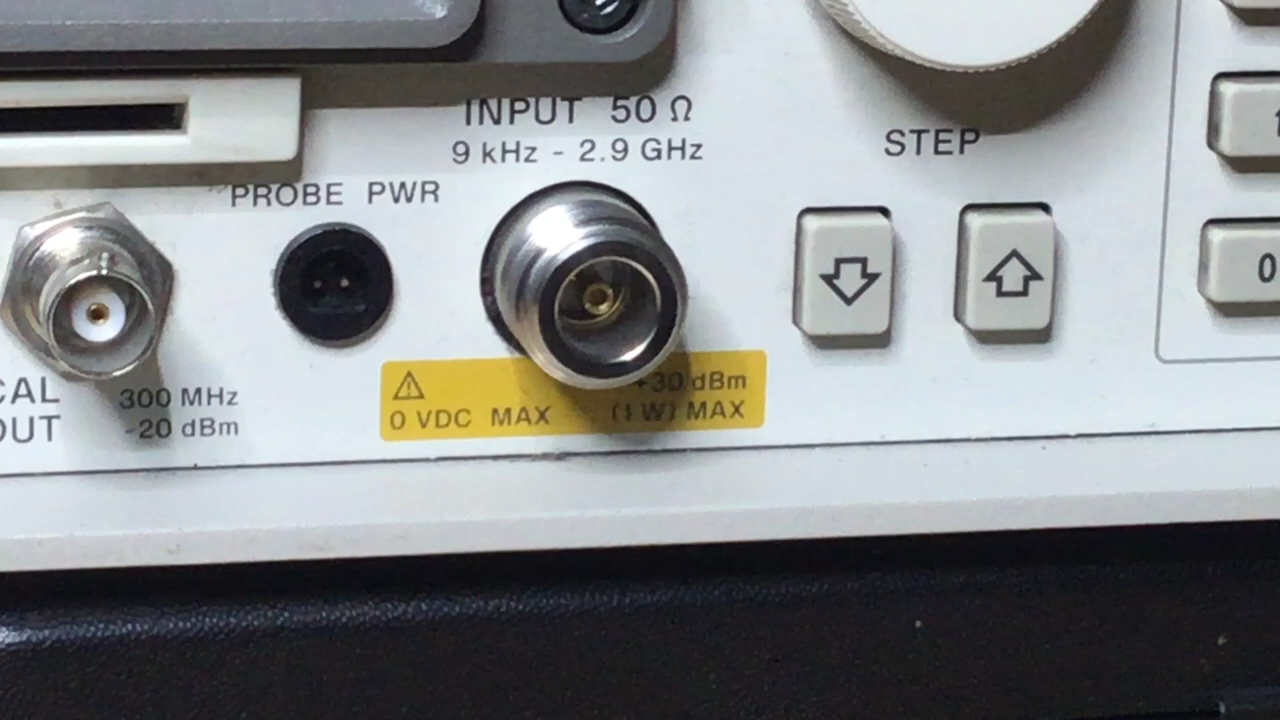 INPUT 50 Ω
9 kHz - 2.9 GHz
STEP
PROBE PWR
CAL
OUT
300 MHz
-20 dBm
0 VDC MAX
+30 dBm
(1 W) MAX
0